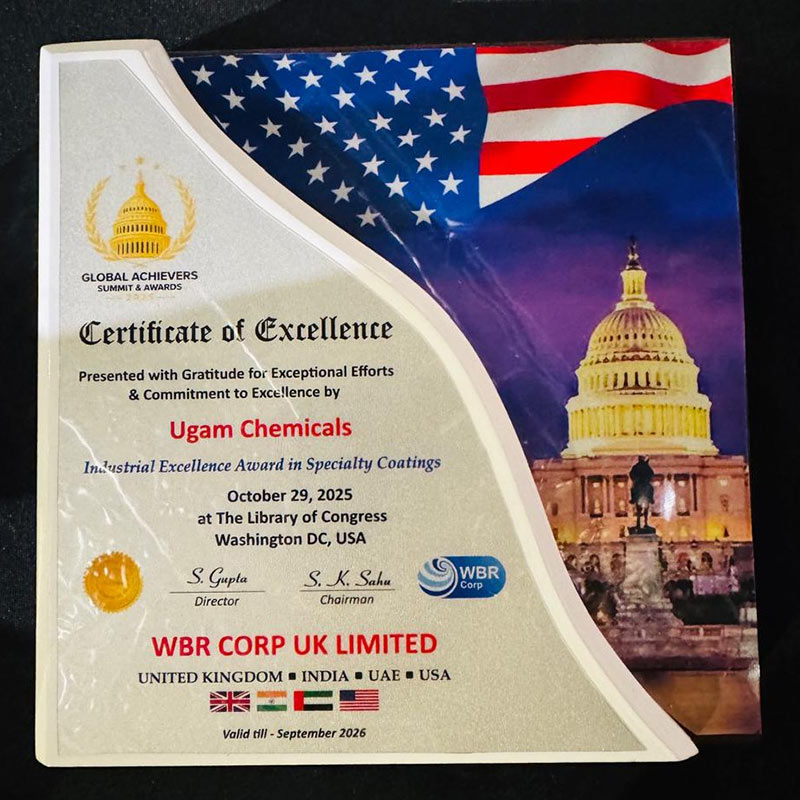 GLOBAL ACHIEVERS
SUMMIT & AWARDS
2025
Certificate of Excellence
Presented with Gratitude for Exceptional Efforts
& Commitment to Excellence by
Ugam Chemicals
Industrial Excellence Award in Specialty Coatings
October 29, 2025
at The Library of Congress
Washington DC, USA
S. Gupta
Director
S. K. Sahu
Chairman
WBR
Corp
WBR CORP UK LIMITED
UNITED KINGDOM ▪ INDIA ▪ UAE ▪ USA
Valid till - September 2026